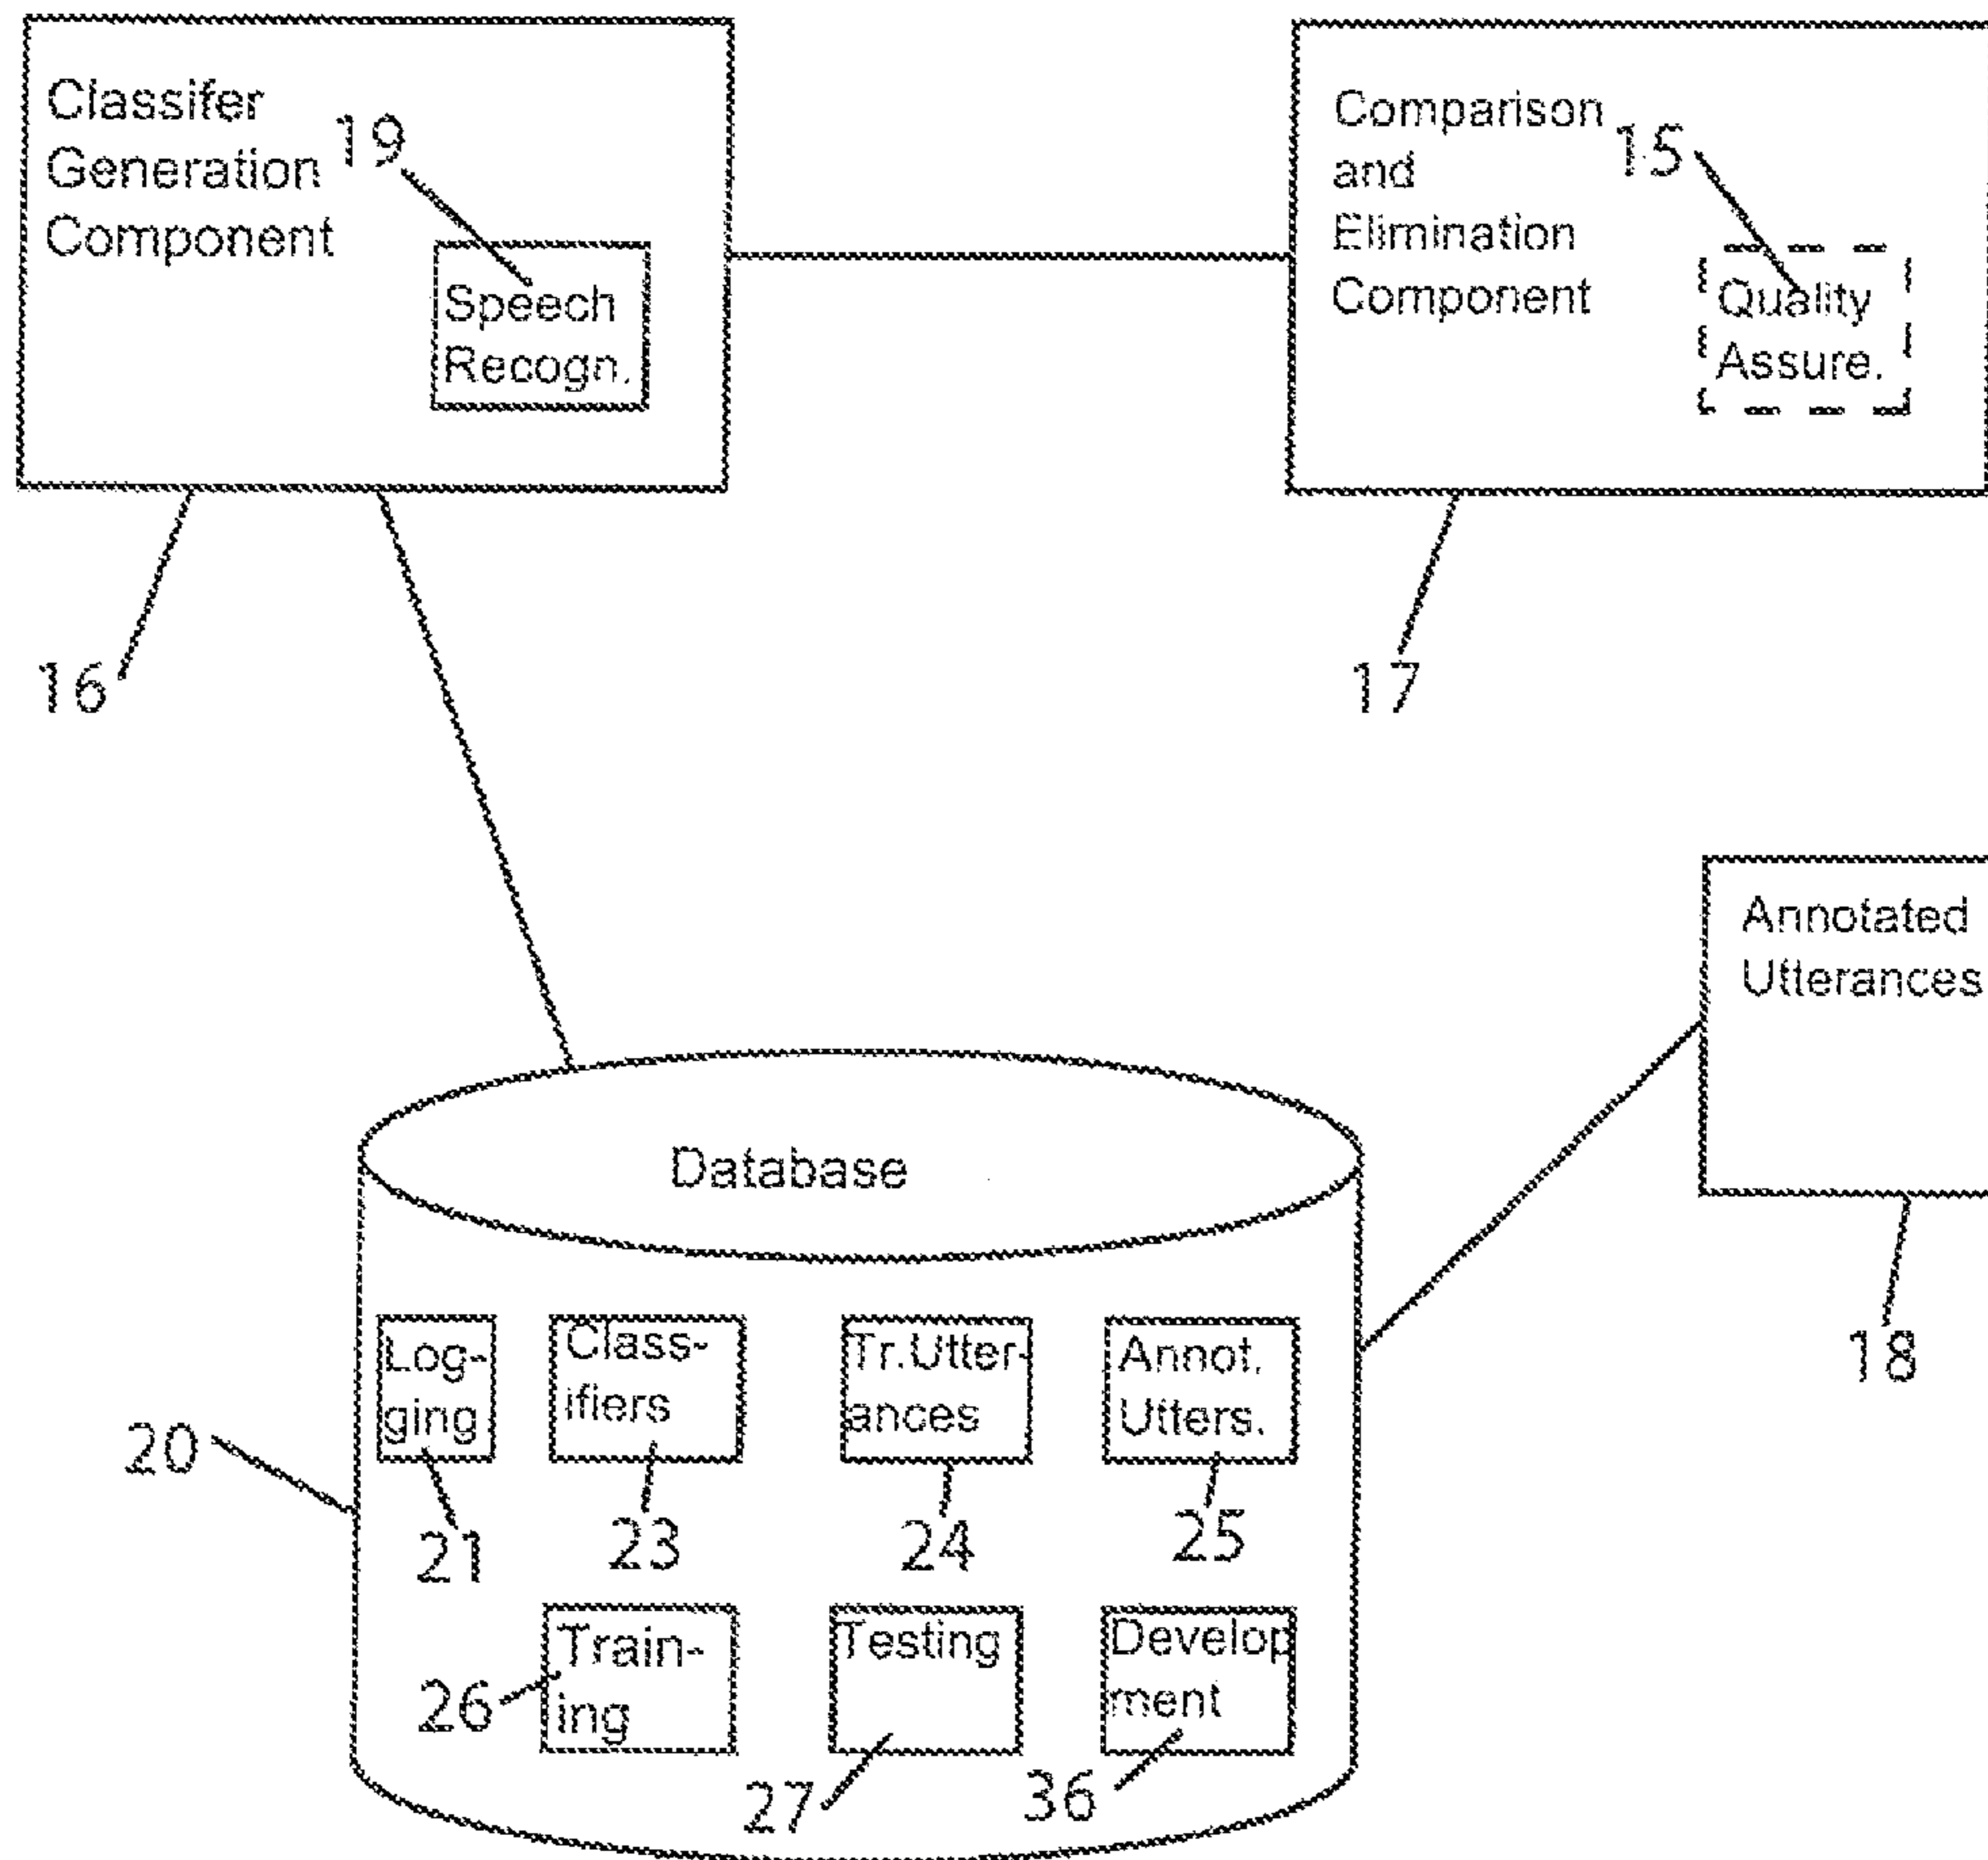 Classifer
Generation
Component
19
Speech
Recogn.
Comparison
and
Elimination
Component
15
Quality
Assure.
16
17
Annotated
Utterances
18
Database
Log-
ging
Class-
ifiers
Tr.Utter-
ances
Annot.
Utters.
20
21
23
24
25
Train-
ing
Testing
Develop
ment
26
27
36